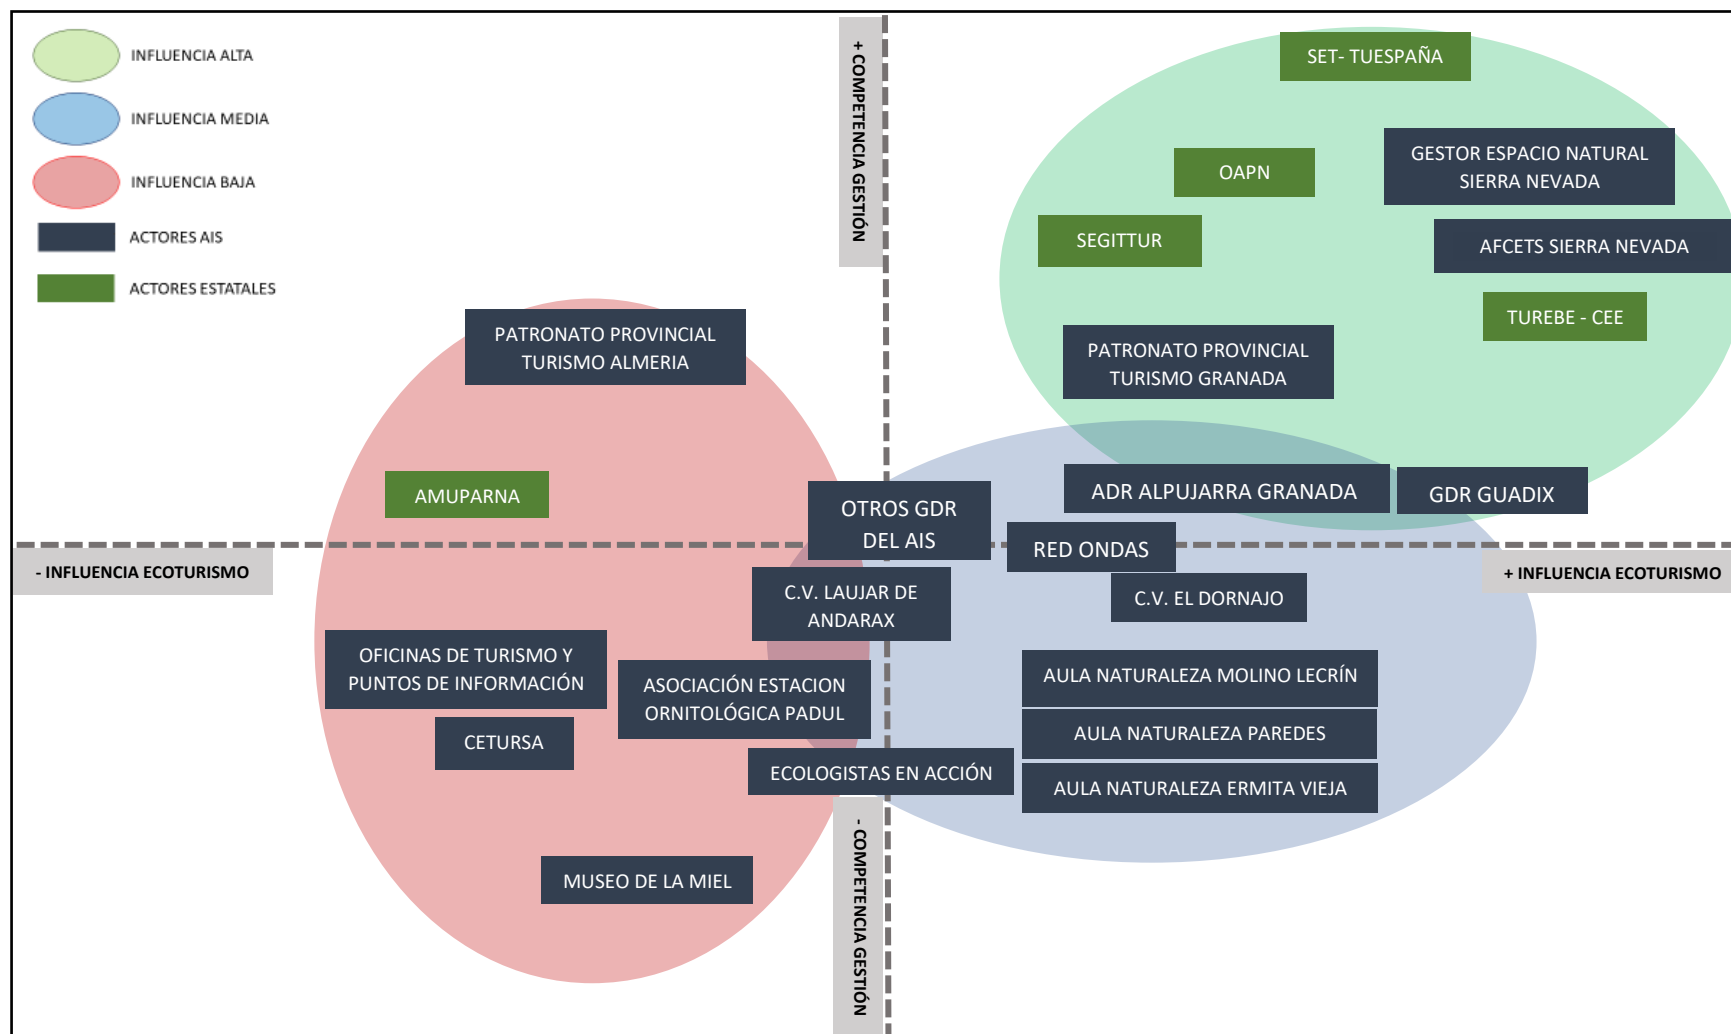 INFLUENCIA ALTA
INFLUENCIA MEDIA
INFLUENCIA BAJA
ACTORES AIS
ACTORES ESTATALES
+ COMPETENCIA GESTIÓN
SET- TUESPAÑA
OAPN
GESTOR ESPACIO NATURAL
SIERRA NEVADA
SEGITTUR
AFCETS SIERRA NEVADA
TUREBE - CEE
PATRONATO PROVINCIAL
TURISMO ALMERIA
PATRONATO PROVINCIAL
TURISMO GRANADA
AMUPARNA
OTROS GDR
DEL AIS
ADR ALPUJARRA GRANADA
GDR GUADIX
RED ONDAS
- INFLUENCIA ECOTURISMO
+ INFLUENCIA ECOTURISMO
C.V. LAUJAR DE
ANDARAX
C.V. EL DORNAJO
OFICINAS DE TURISMO Y
PUNTOS DE INFORMACIÓN
ASOCIACIÓN ESTACION
ORNITOLÓGICA PADUL
AULA NATURALEZA MOLINO LECRÍN
CETURSA
AULA NATURALEZA PAREDES
ECOLOGISTAS EN ACCIÓN
AULA NATURALEZA ERMITA VIEJA
MUSEO DE LA MIEL
- COMPETENCIA GESTIÓN